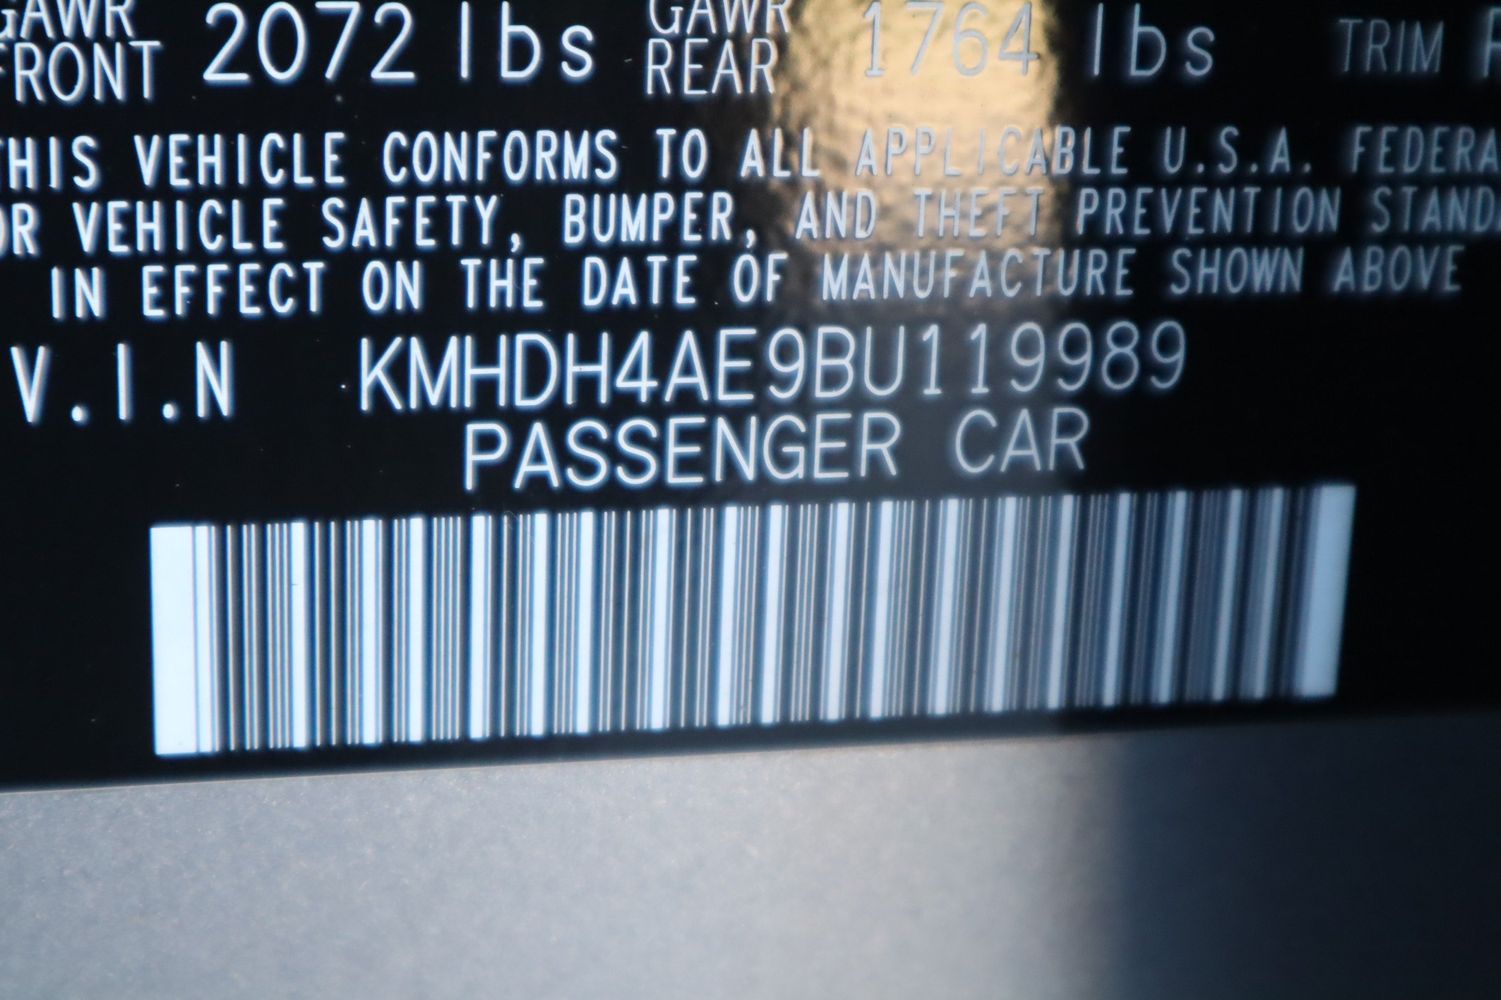 GAWR FRONT 2072 lbs GAWR REAR 1764 lbs TRIM
THIS VEHICLE CONFORMS TO ALL APPLICABLE U.S.A. FEDERA
OR VEHICLE SAFETY, BUMPER, AND THEFT PREVENTION STAND
IN EFFECT ON THE DATE OF MANUFACTURE SHOWN ABOVE
V.I.N KMHDH4AE9BU119989
PASSENGER CAR